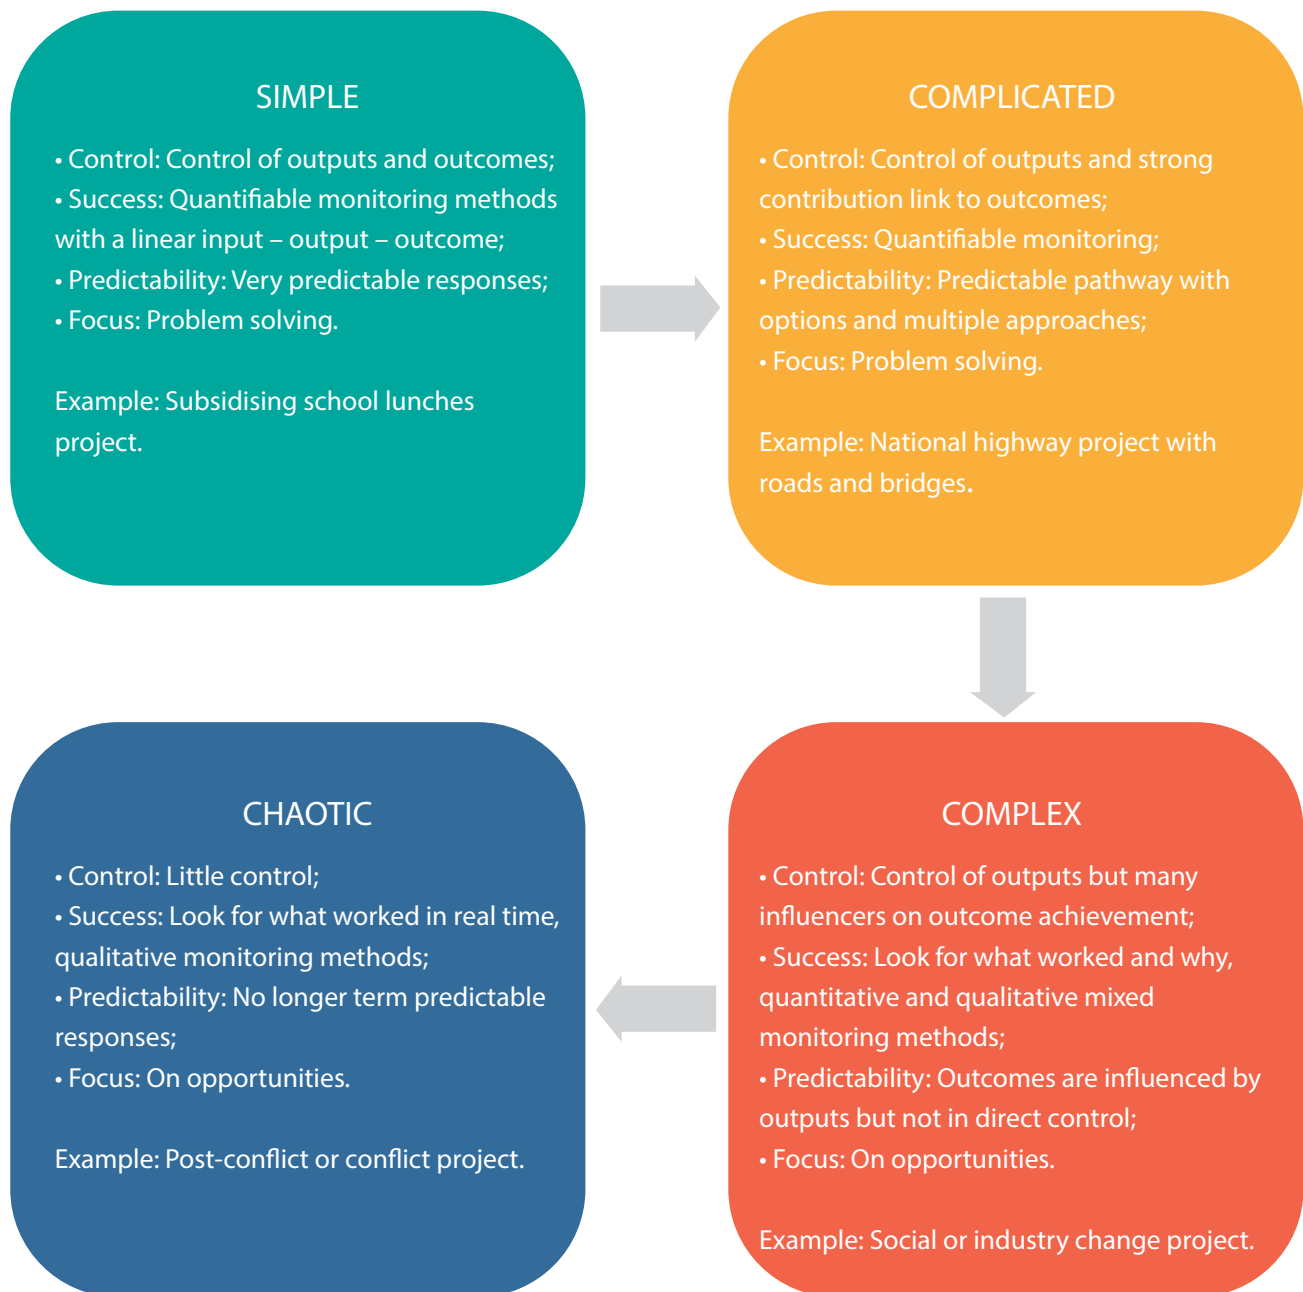 SIMPLE
• Control: Control of outputs and outcomes;
• Success: Quantifiable monitoring methods
with a linear input – output – outcome;
• Predictability: Very predictable responses;
• Focus: Problem solving.
Example: Subsidising school lunches
project.
COMPLICATED
• Control: Control of outputs and strong
contribution link to outcomes;
• Success: Quantifiable monitoring;
• Predictability: Predictable pathway with
options and multiple approaches;
• Focus: Problem solving.
Example: National highway project with
roads and bridges.
COMPLEX
• Control: Control of outputs but many
influencers on outcome achievement;
• Success: Look for what worked and why,
quantitative and qualitative mixed
monitoring methods;
• Predictability: Outcomes are influenced by
outputs but not in direct control;
• Focus: On opportunities.
Example: Social or industry change project.
CHAOTIC
• Control: Little control;
• Success: Look for what worked in real time,
qualitative monitoring methods;
• Predictability: No longer term predictable
responses;
• Focus: On opportunities.
Example: Post-conflict or conflict project.